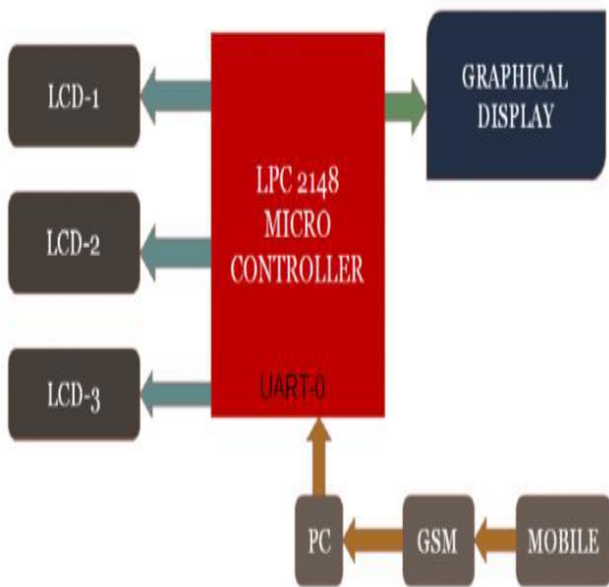 LCD-1
LCD-2
LCD-3
LPC 2148
MICRO
CONTROLLER
UART-0
GRAPHICAL
DISPLAY
PC
GSM
MOBILE